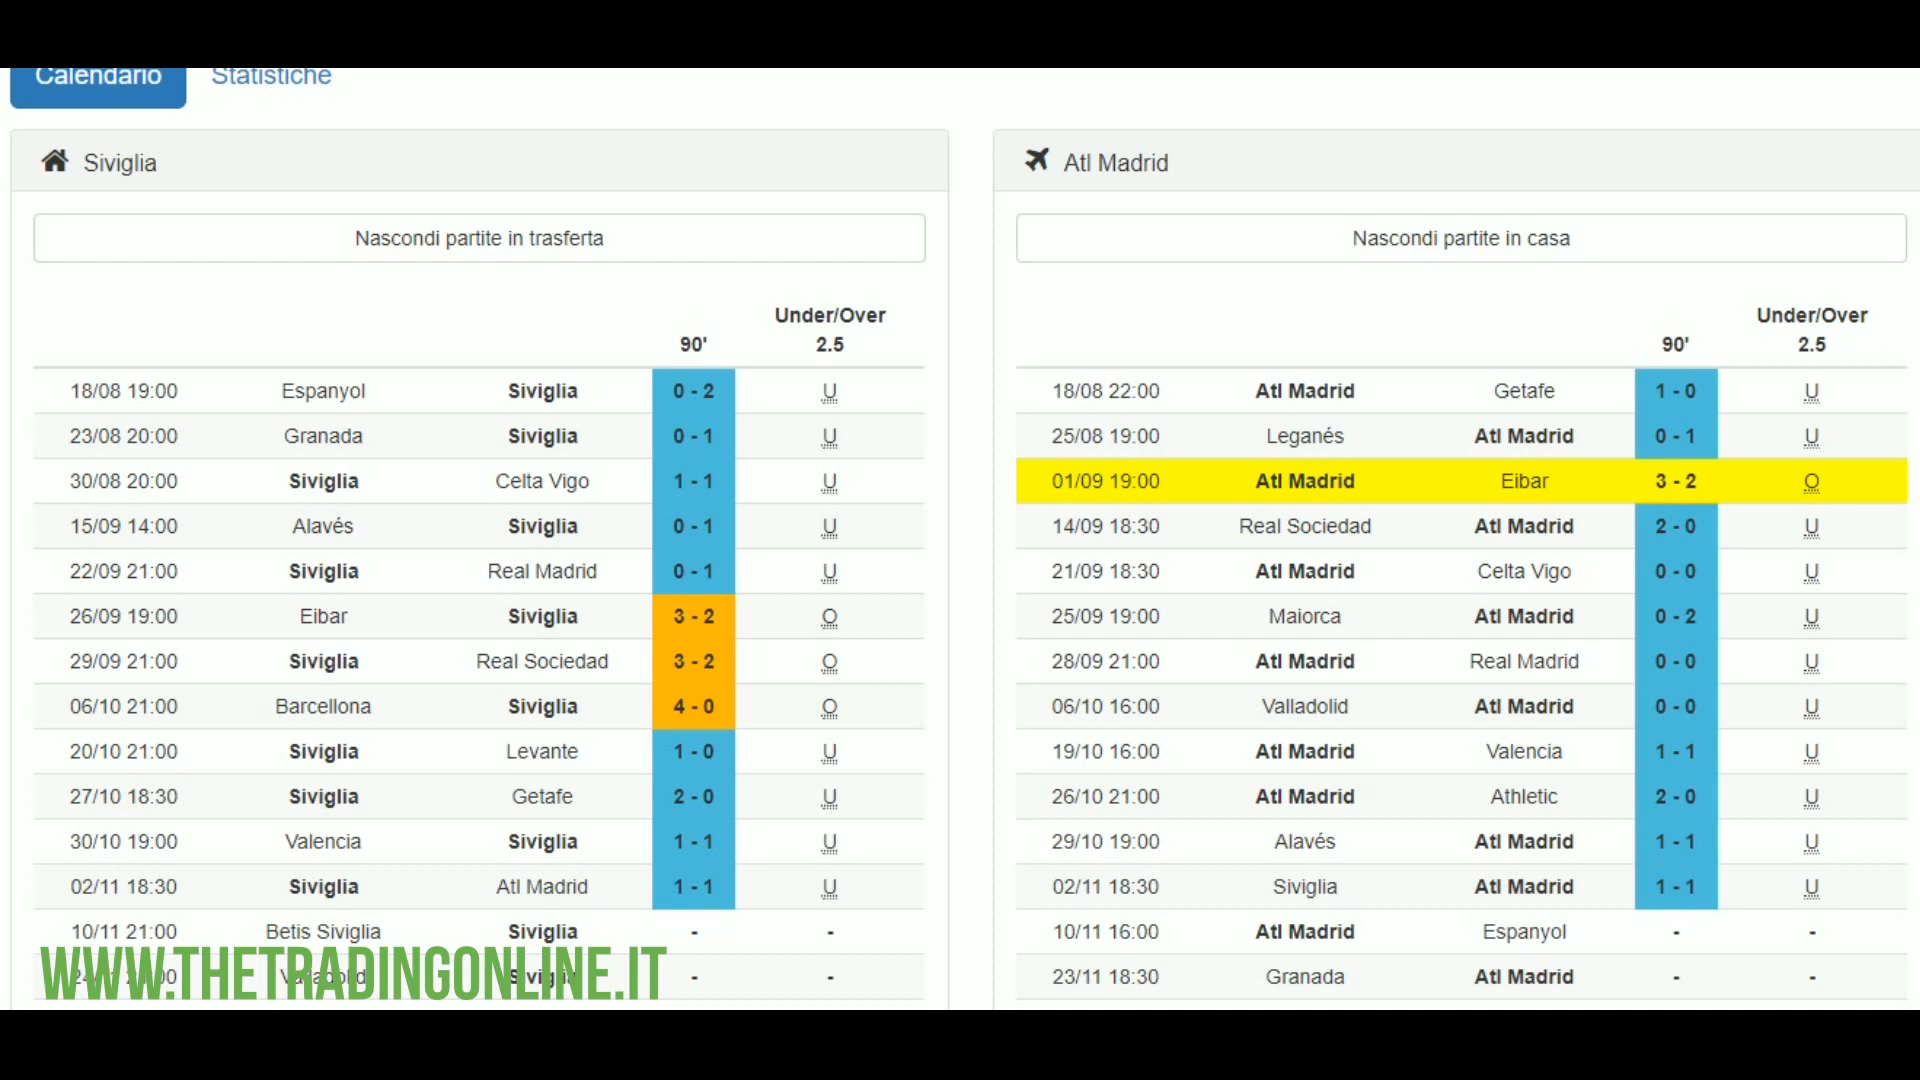 Calendario Statistiche
Siviglia
Nascondi partite in trasferta
90' Under/Over 2.5
18/08 19:00 Espanyol Siviglia 0 - 2 U
23/08 20:00 Granada Siviglia 0 - 1 U
30/08 20:00 Siviglia Celta Vigo 1 - 1 U
15/09 14:00 Alavés Siviglia 0 - 1 U
22/09 21:00 Siviglia Real Madrid 0 - 1 U
26/09 19:00 Eibar Siviglia 3 - 2 O
29/09 21:00 Siviglia Real Sociedad 3 - 2 O
06/10 21:00 Barcellona Siviglia 4 - 0 O
20/10 21:00 Siviglia Levante 1 - 0 U
27/10 18:30 Siviglia Getafe 2 - 0 U
30/10 19:00 Valencia Siviglia 1 - 1 U
02/11 18:30 Siviglia Atl Madrid 1 - 1 U
10/11 21:00 Betis Siviglia Siviglia - -
Valladolid Siviglia - -
WWW.THETRADINGONLINE.IT
Atl Madrid
Nascondi partite in casa
90' Under/Over 2.5
18/08 22:00 Atl Madrid Getafe 1 - 0 U
25/08 19:00 Leganés Atl Madrid 0 - 1 U
01/09 19:00 Atl Madrid Eibar 3 - 2 O
14/09 18:30 Real Sociedad Atl Madrid 2 - 0 U
21/09 18:30 Atl Madrid Celta Vigo 0 - 0 U
25/09 19:00 Maiorca Atl Madrid 0 - 2 U
28/09 21:00 Atl Madrid Real Madrid 0 - 0 U
06/10 16:00 Valladolid Atl Madrid 0 - 0 U
19/10 16:00 Atl Madrid Valencia 1 - 1 U
26/10 21:00 Atl Madrid Athletic 2 - 0 U
29/10 19:00 Alavés Atl Madrid 1 - 1 U
02/11 18:30 Siviglia Atl Madrid 1 - 1 U
10/11 16:00 Atl Madrid Espanyol - -
23/11 18:30 Granada Atl Madrid - -